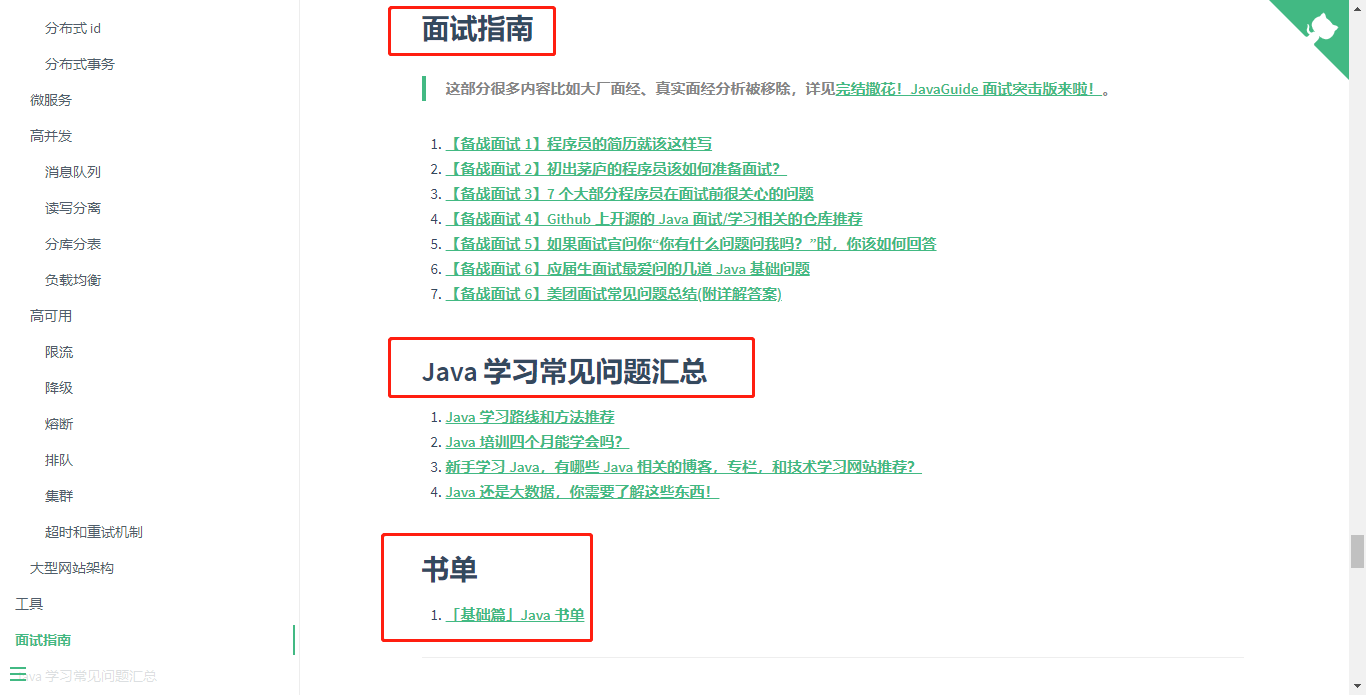 分布式 id
分布式事务
微服务
高并发
消息队列
读写分离
分库分表
负载均衡
高可用
限流
降级
熔断
排队
集群
超时和重试机制
大型网站架构
工具
面试指南
va 学习常见问题汇总
面试指南
这部分很多内容比如大厂面经、真实面经分析被移除，详见完结撒花！JavaGuide 面试突击版来啦！。
1. 【备战面试 1】程序员的简历就该这样写
2. 【备战面试 2】初出茅庐的程序员该如何准备面试？
3. 【备战面试 3】7 个大部分程序员在面试前很关心的问题
4. 【备战面试 4】Github 上开源的 Java 面试/学习相关的仓库推荐
5. 【备战面试 5】如果面试官问你“你有什么问题问我吗？”时，你该如何回答
6. 【备战面试 6】应届生面试最爱问的几道 Java 基础问题
7. 【备战面试 6】美团面试常见问题总结(附详解答案)
Java 学习常见问题汇总
1. Java 学习路线和方法推荐
2. Java 培训四个月能学会吗？
3. 新手学习 Java，有哪些 Java 相关的博客，专栏，和技术学习网站推荐？
4. Java 还是大数据，你需要了解这些东西！
书单
1. 「基础篇」Java 书单